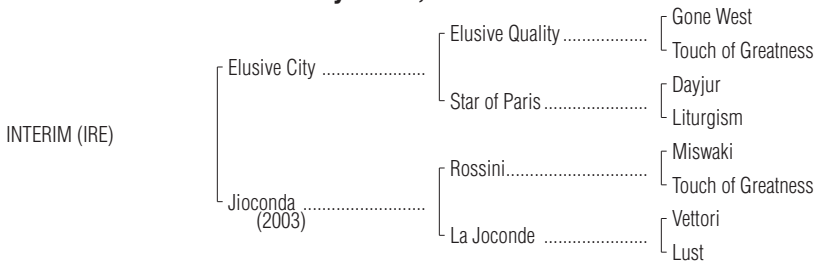 Gone West
Elusive Quality ..................
Touch of Greatness
Elusive City ......................
Dayjur
Star of Paris ......................
Liturgism
INTERIM (IRE)
Miswaki
Rossini..............................
Touch of Greatness
Jioconda ..........................
(2003)
Vettori
La Joconde ......................
Lust